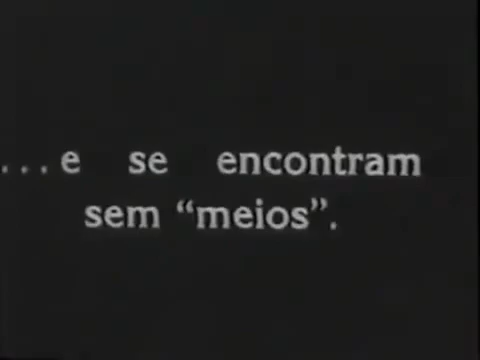 ...e se encontram
sem “meios”.